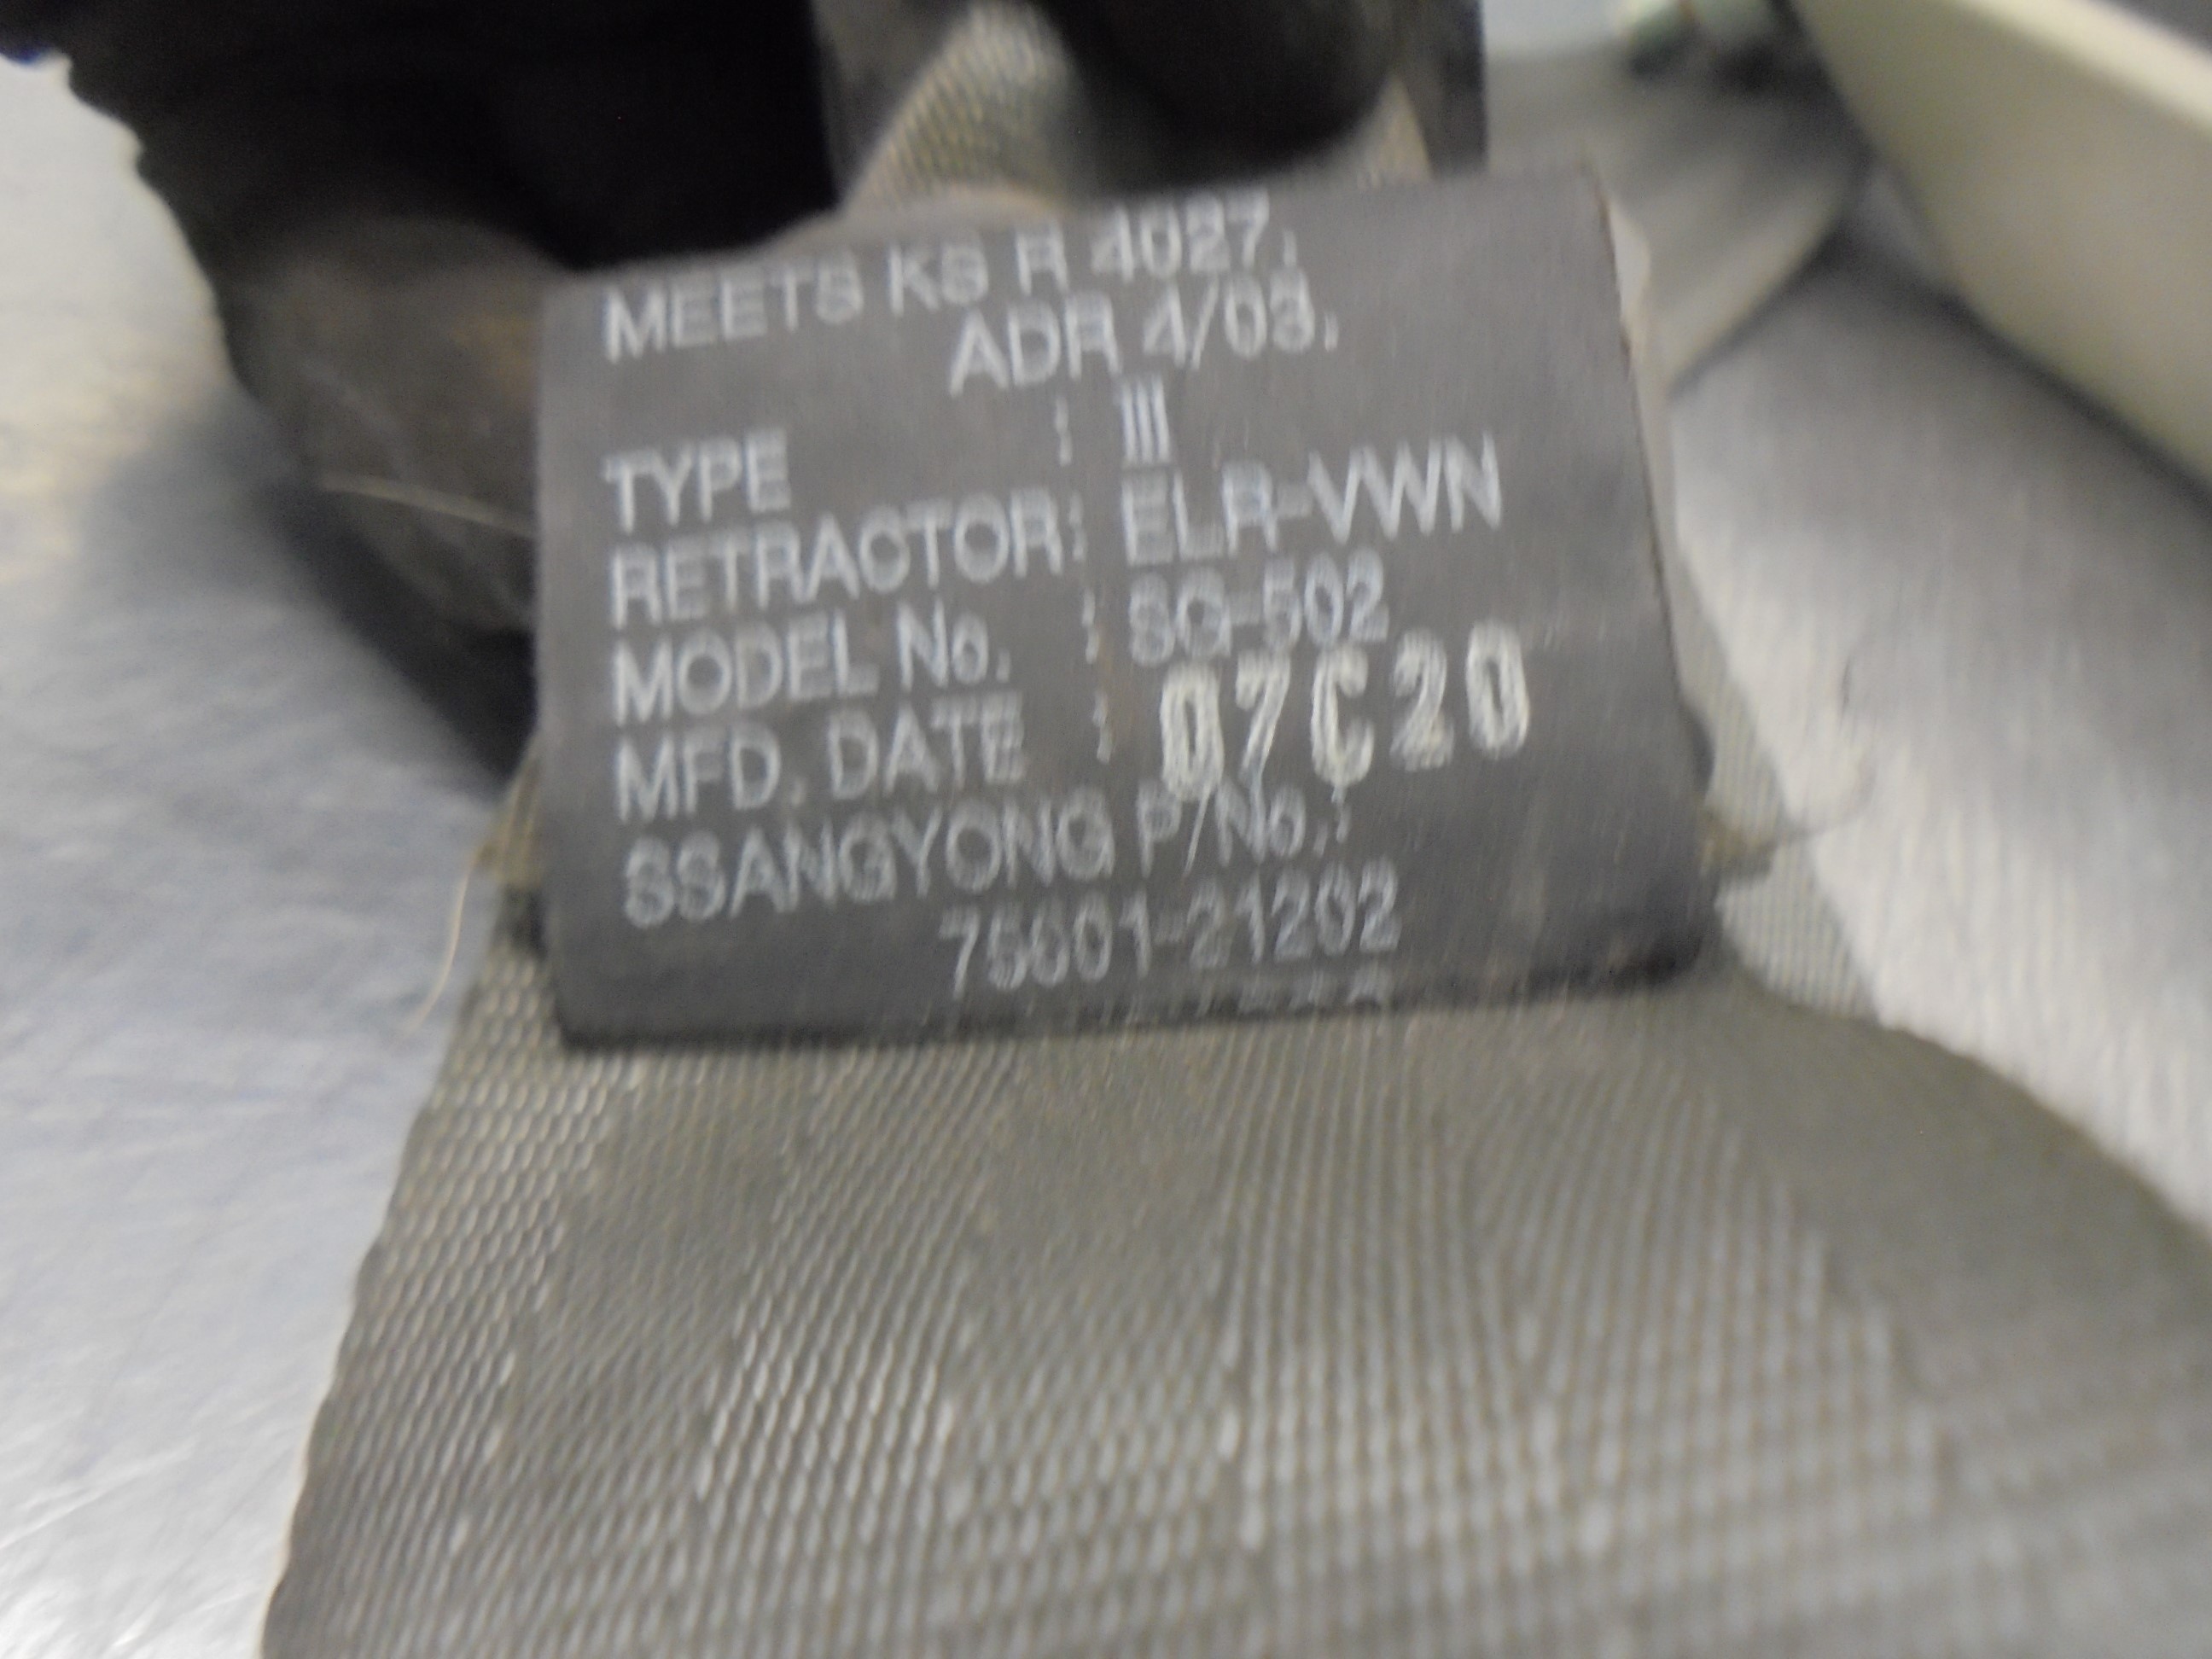 MEETS KS R 4027,
ADR 4/03,
TYPE : III
RETRACTOR: ELR-VWN
MODEL No. : SG-502
MFD. DATE : 07C20
SSANGYONG P/No.:
75601-21202